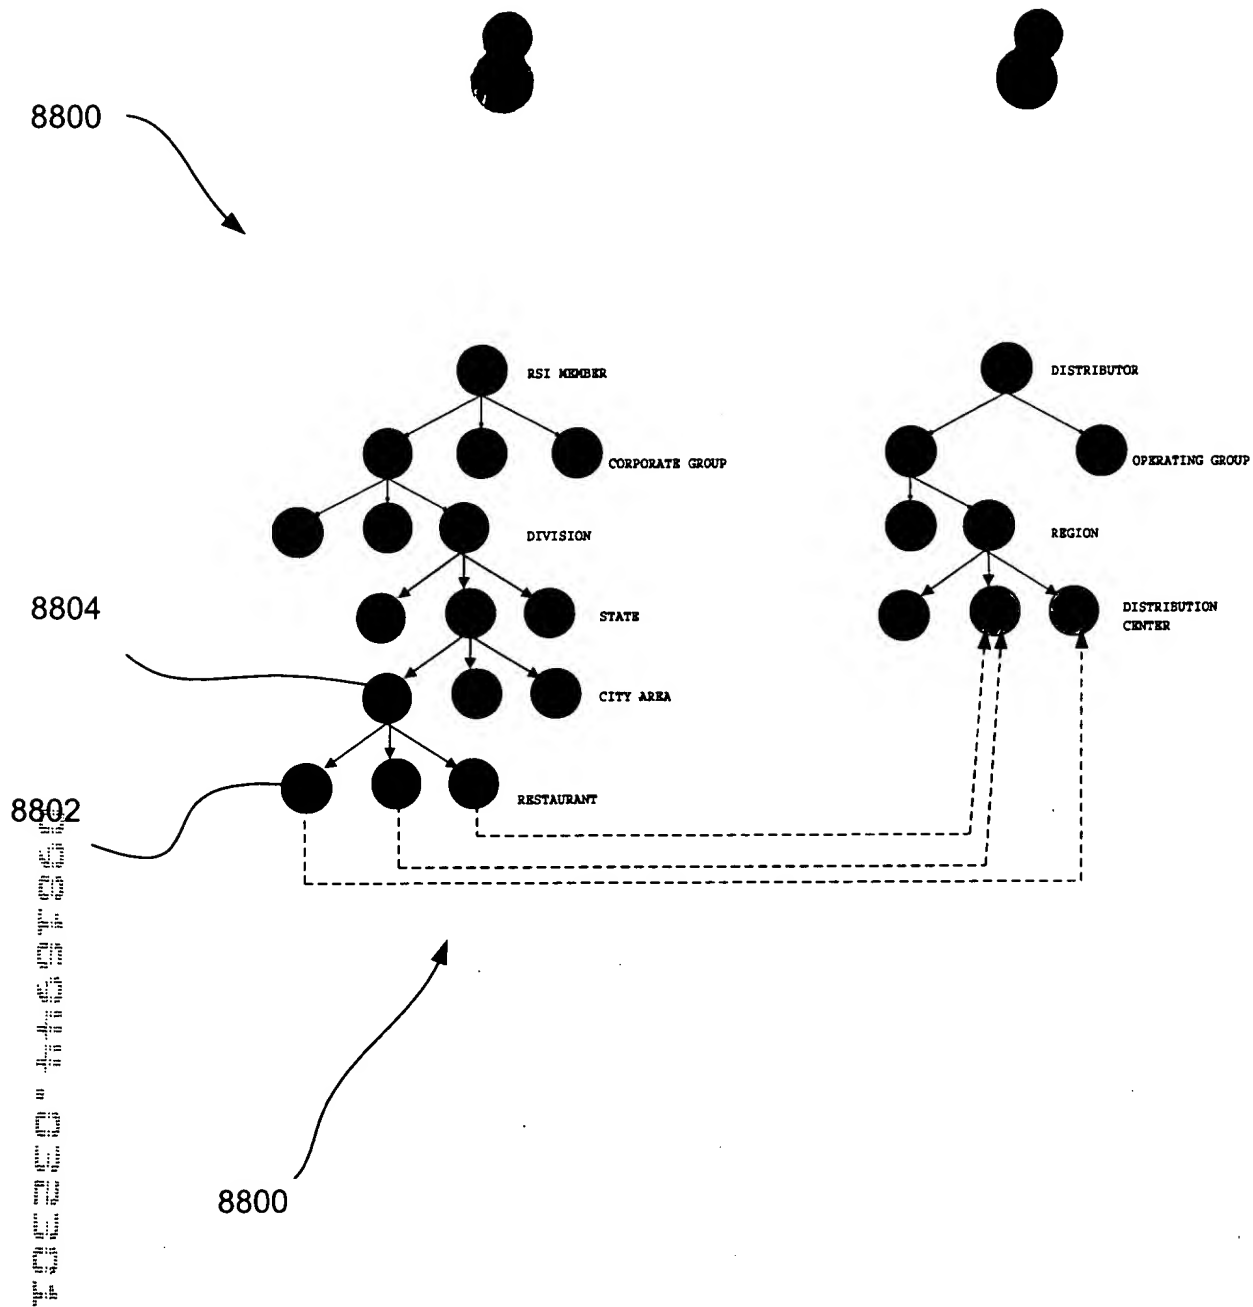 8800
RSI MEMBER
DISTRIBUTOR
CORPORATE GROUP
OPERATING GROUP
DIVISION
REGION
8804
STATE
DISTRIBUTION
CENTER
CITY AREA
8802
RESTAURANT
8800